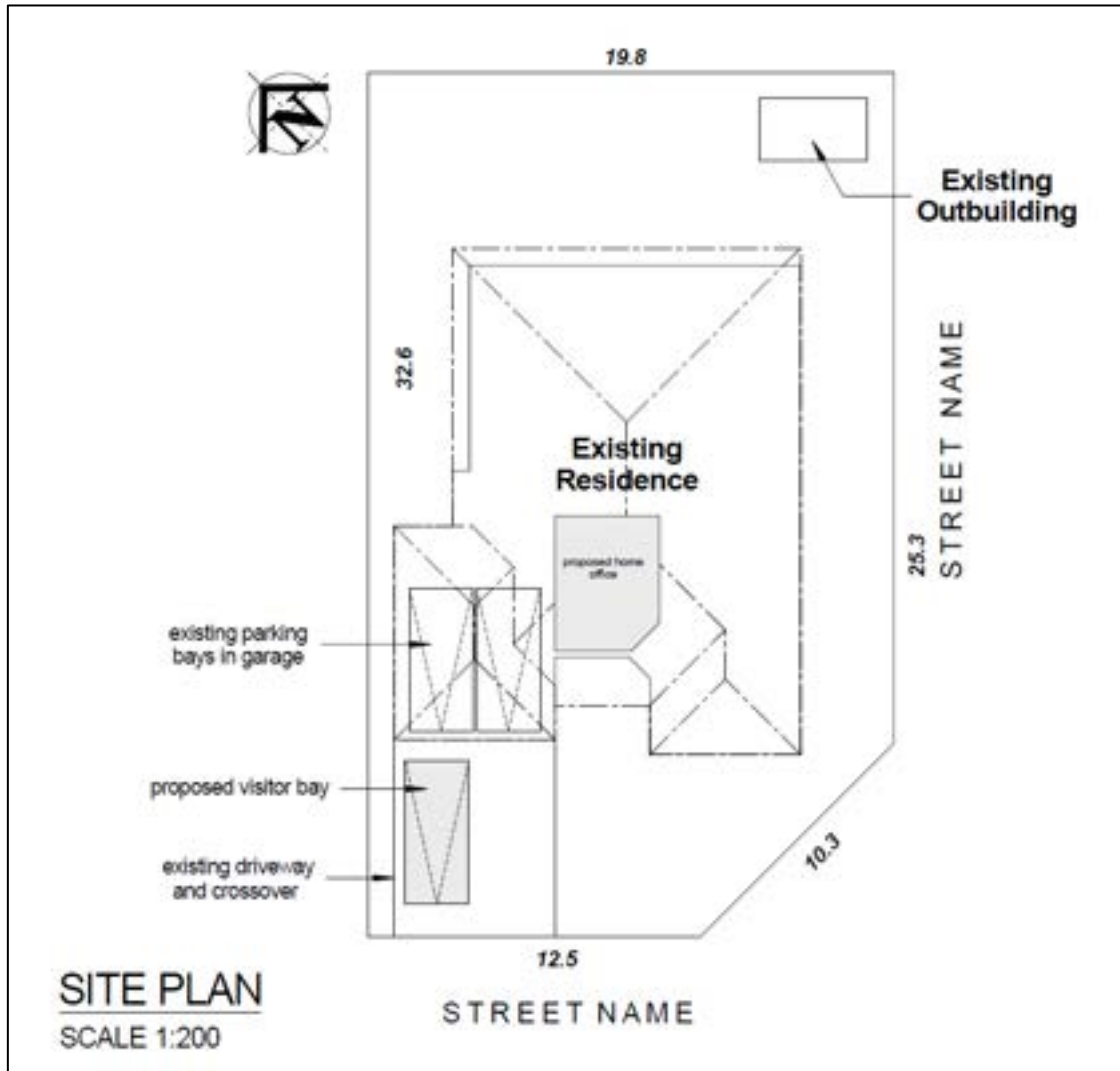 19.8
N
Existing
Outbuilding
32.6
STREET NAME
Existing
Residence
25.3
proposed home
office
existing parking
bays in garage
proposed visitor bay
10.3
existing driveway
and crossover
12.5
SITE PLAN
STREET NAME
SCALE 1:200